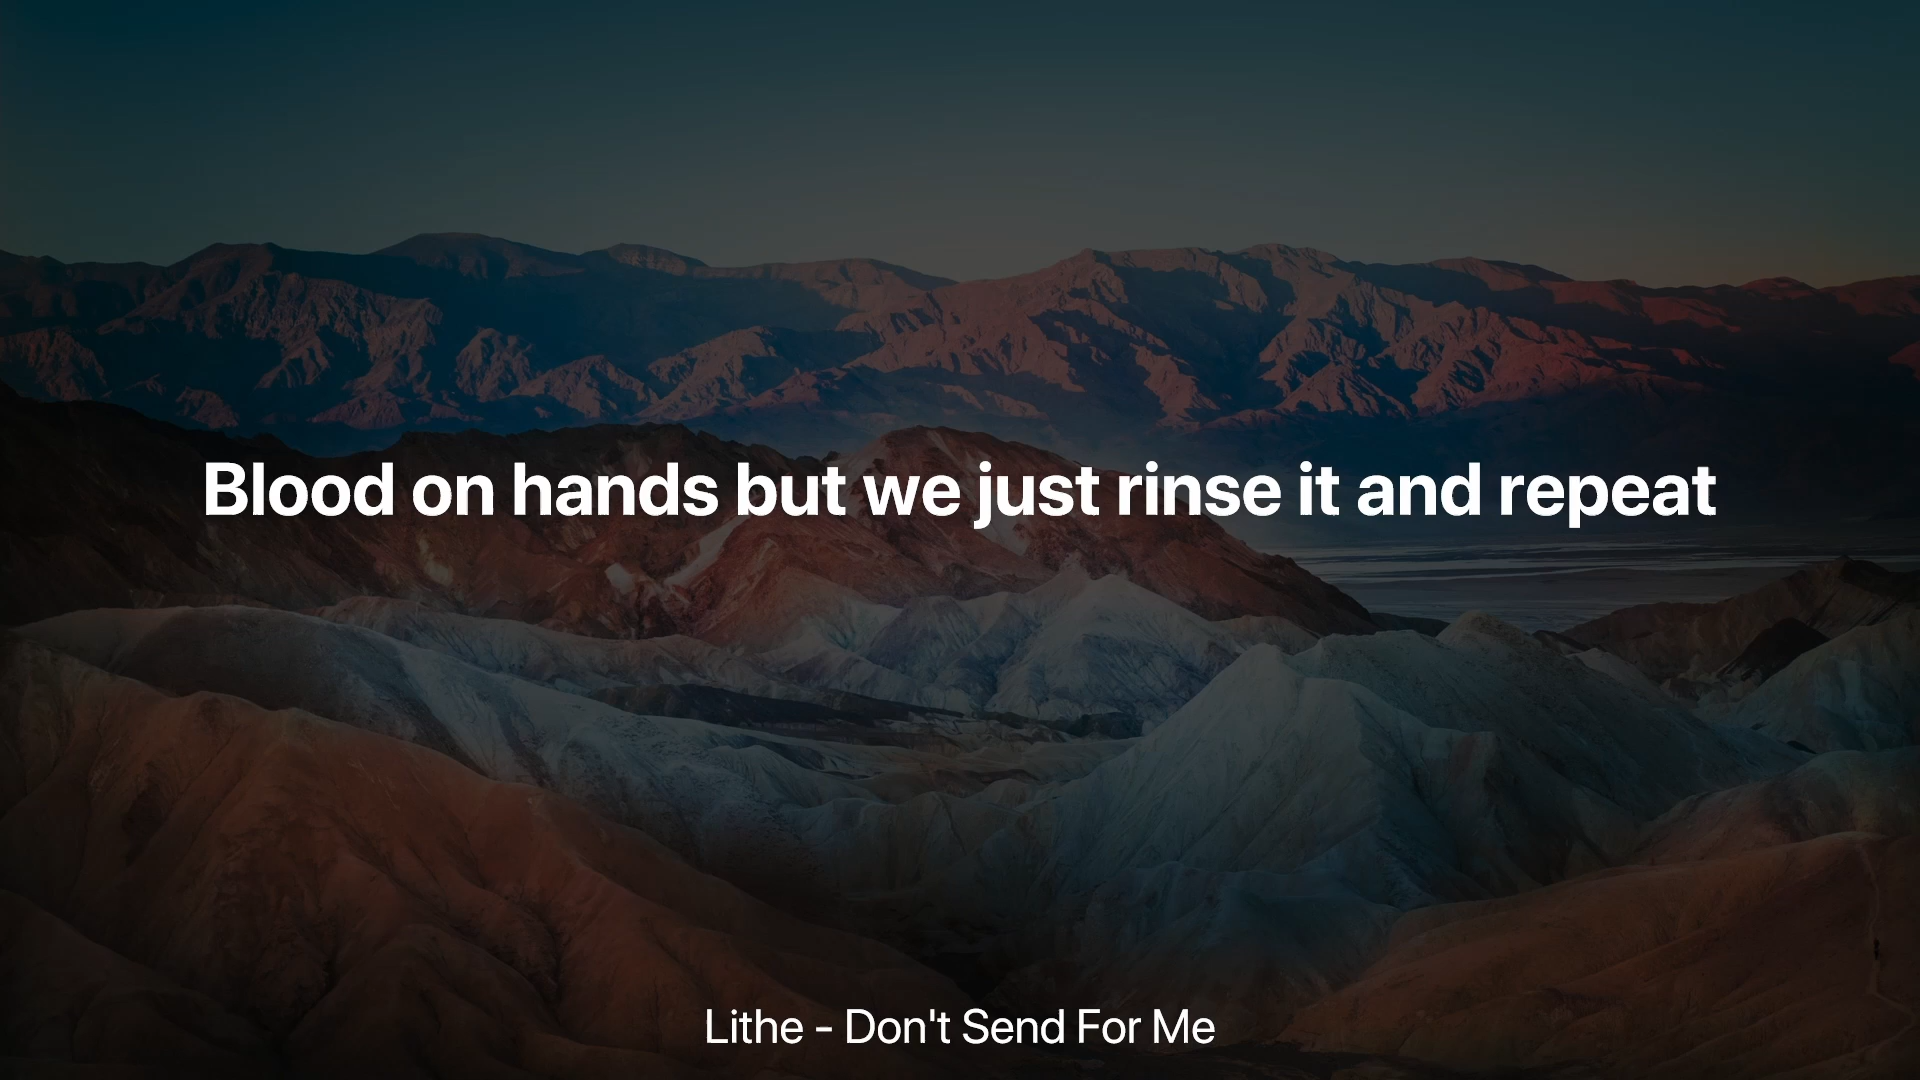 Blood on hands but we just rinse it and repeat
Lithe - Don't Send For Me